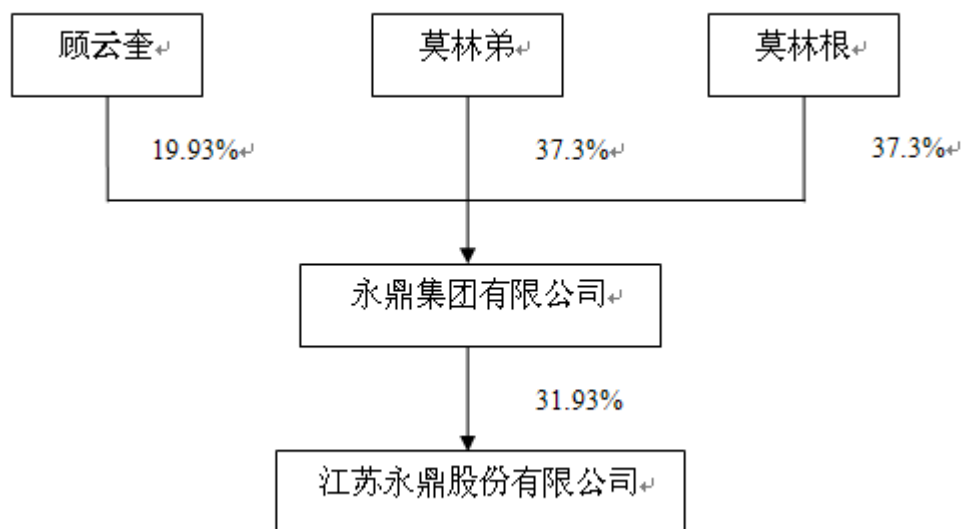 顾云奎
莫林弟
莫林根
19.93%
37.3%
37.3%
永鼎集团有限公司
31.93%
江苏永鼎股份有限公司